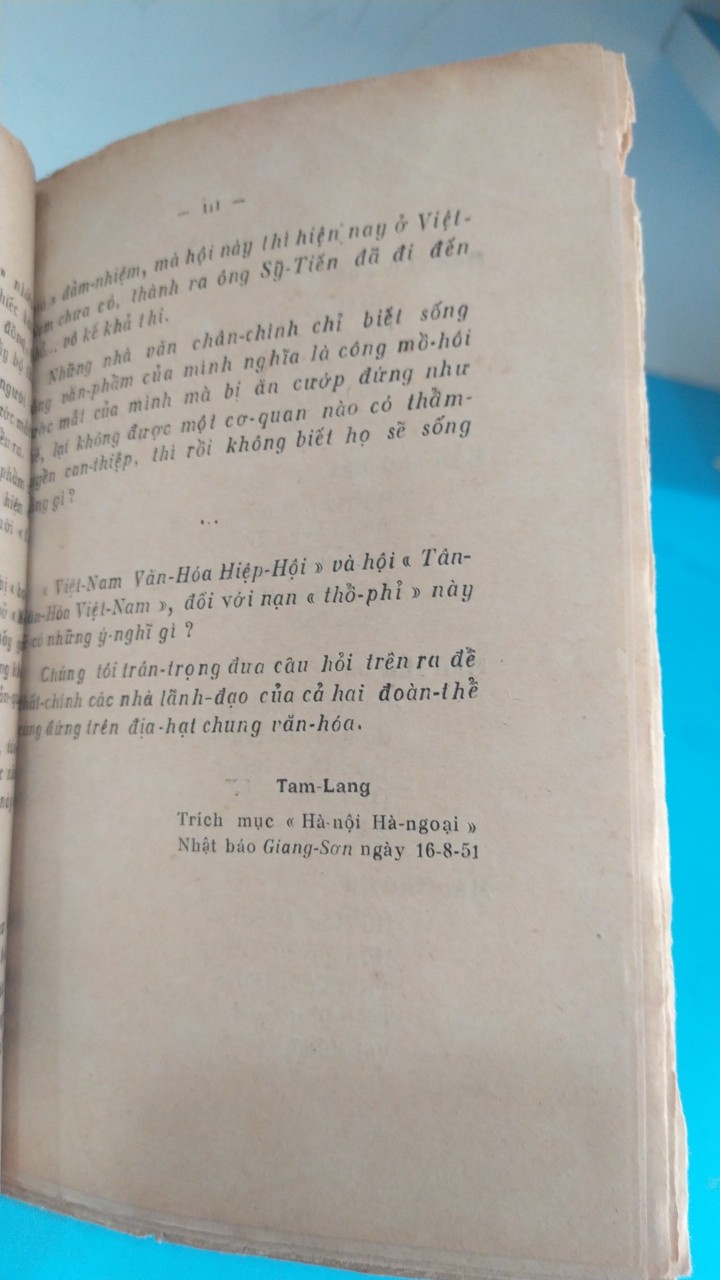 — iii —
» đảm-nhiệm, mà hội này thì hiện nay ở Việt-
chưa có, thành ra ông Sỹ-Tiến đã đi đến
vô kế khả thi.
Những nhà văn chân-chính chỉ biết sống
văn-phẩm của mình nghĩa là công mồ-hôi
mắt của mình mà bị ăn cướp đứng như
lại không được một cơ-quan nào có thẩm-
can-thiệp, thì rồi không biết họ sẽ sống
gì ?
...
« Việt-Nam Văn-Hóa Hiệp-Hội » và hội « Tân-
Hóa Việt-Nam », đối với nạn « thổ-phỉ » này
có những ý-nghĩ gì ?
Chúng tôi trân-trọng đưa câu hỏi trên ra để
chất-chính các nhà lãnh-đạo của cả hai đoàn-thể
cùng đứng trên địa-hạt chung văn-hóa.
Tam-Lang
Trích mục « Hà-nội Hà-ngoại »
Nhật báo Giang-Sơn ngày 16-8-51